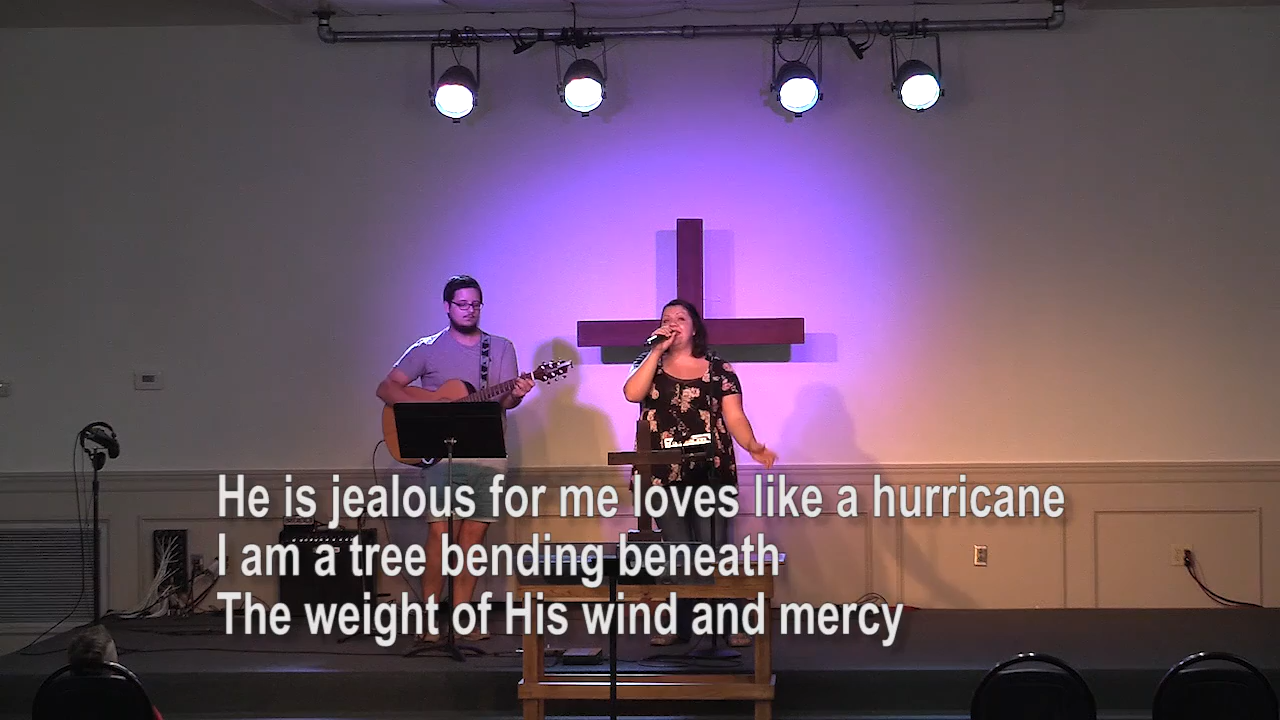 He is jealous for me loves like a hurricane
I am a tree bending beneath
The weight of His wind and mercy